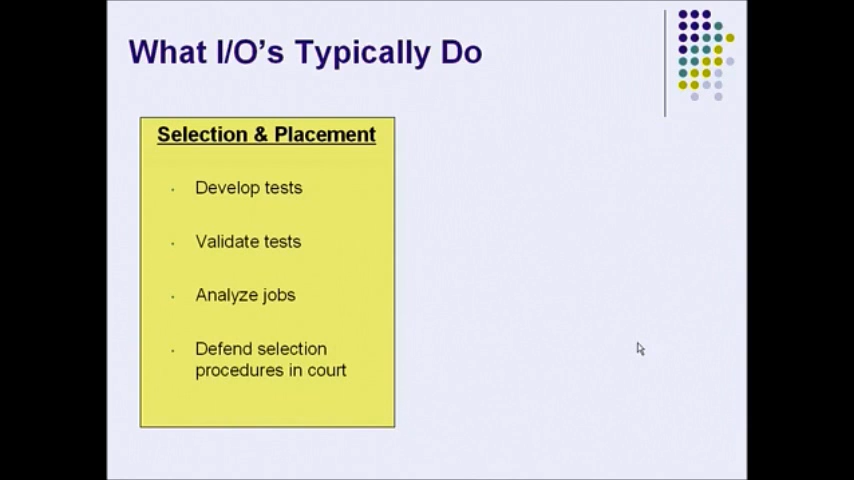 What I/O's Typically Do
Selection & Placement
Develop tests
Validate tests
Analyze jobs
Defend selection
procedures in court